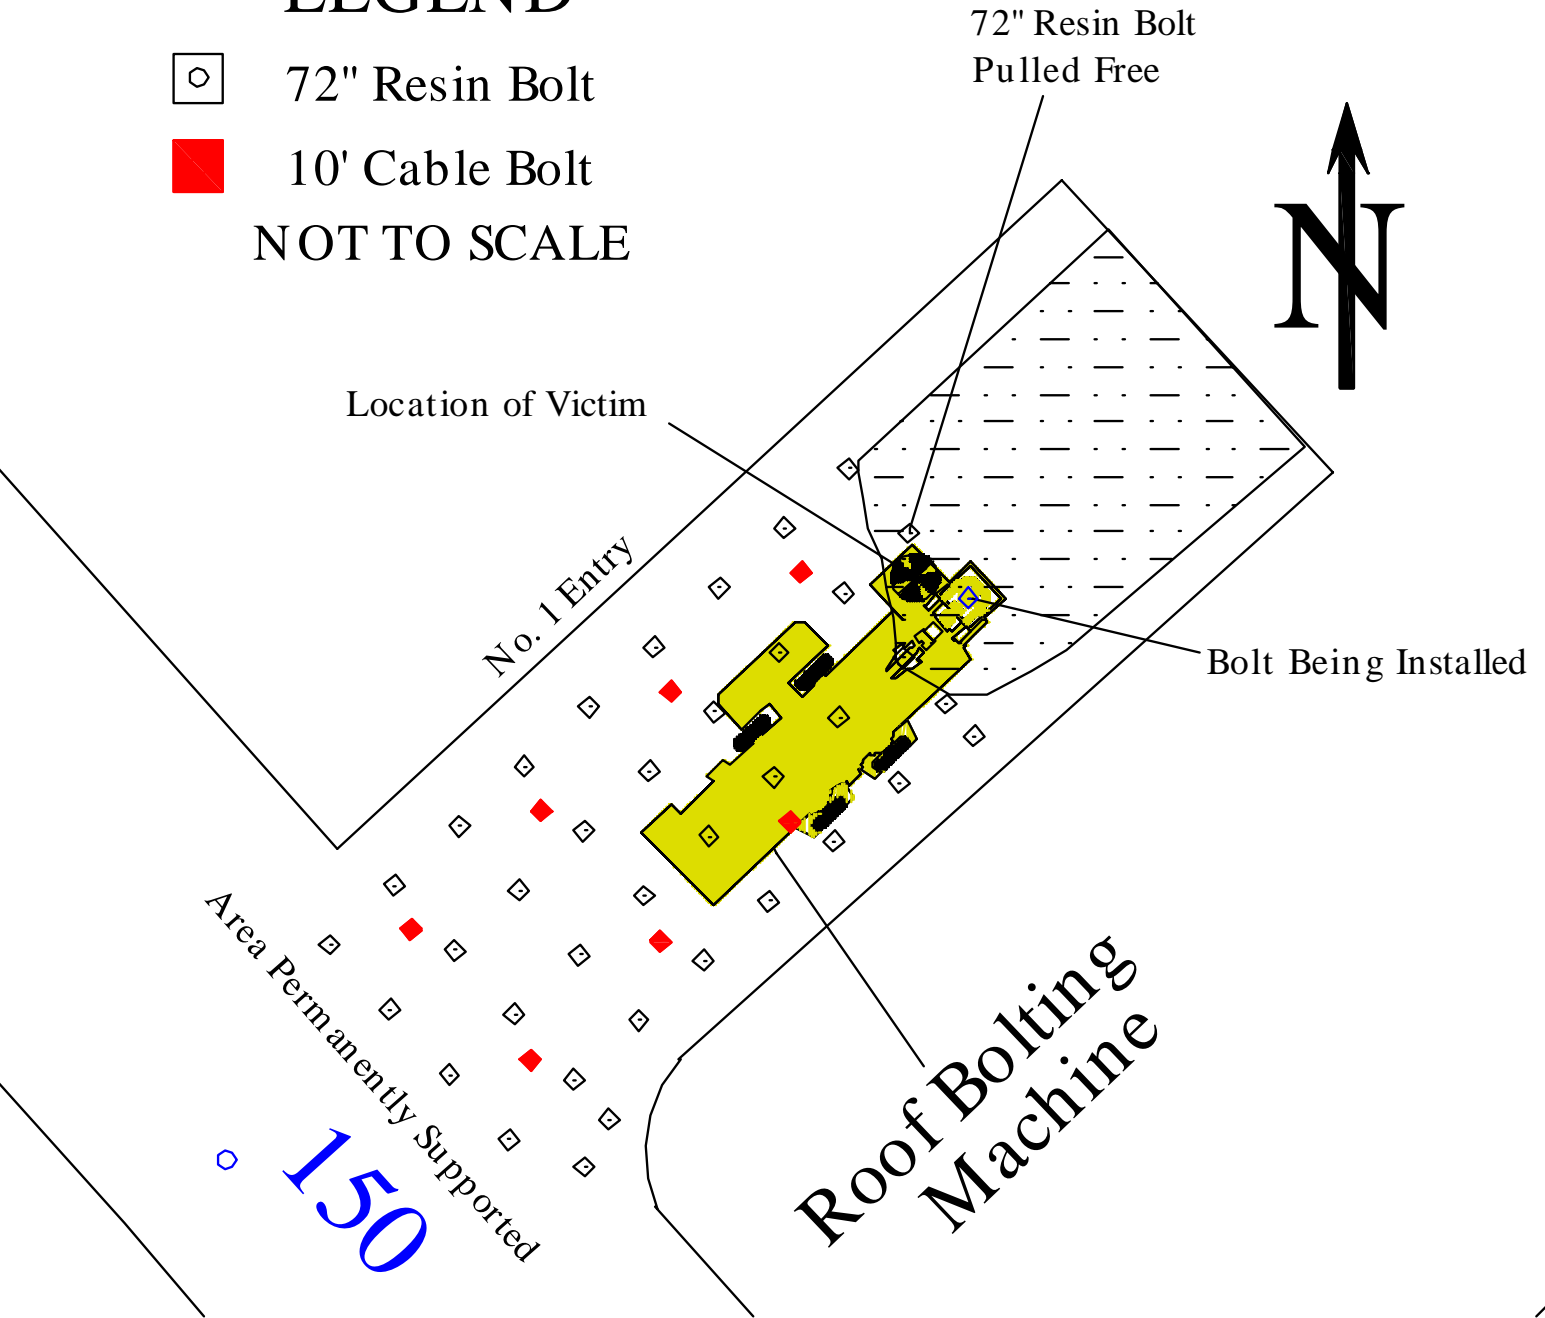 LEGEND
72" Resin Bolt
10' Cable Bolt
NOT TO SCALE
72" Resin Bolt
Pulled Free
N
Location of Victim
No. 1 Entry
Bolt Being Installed
Area Permanently Supported
150
Roof Bolting
Machine